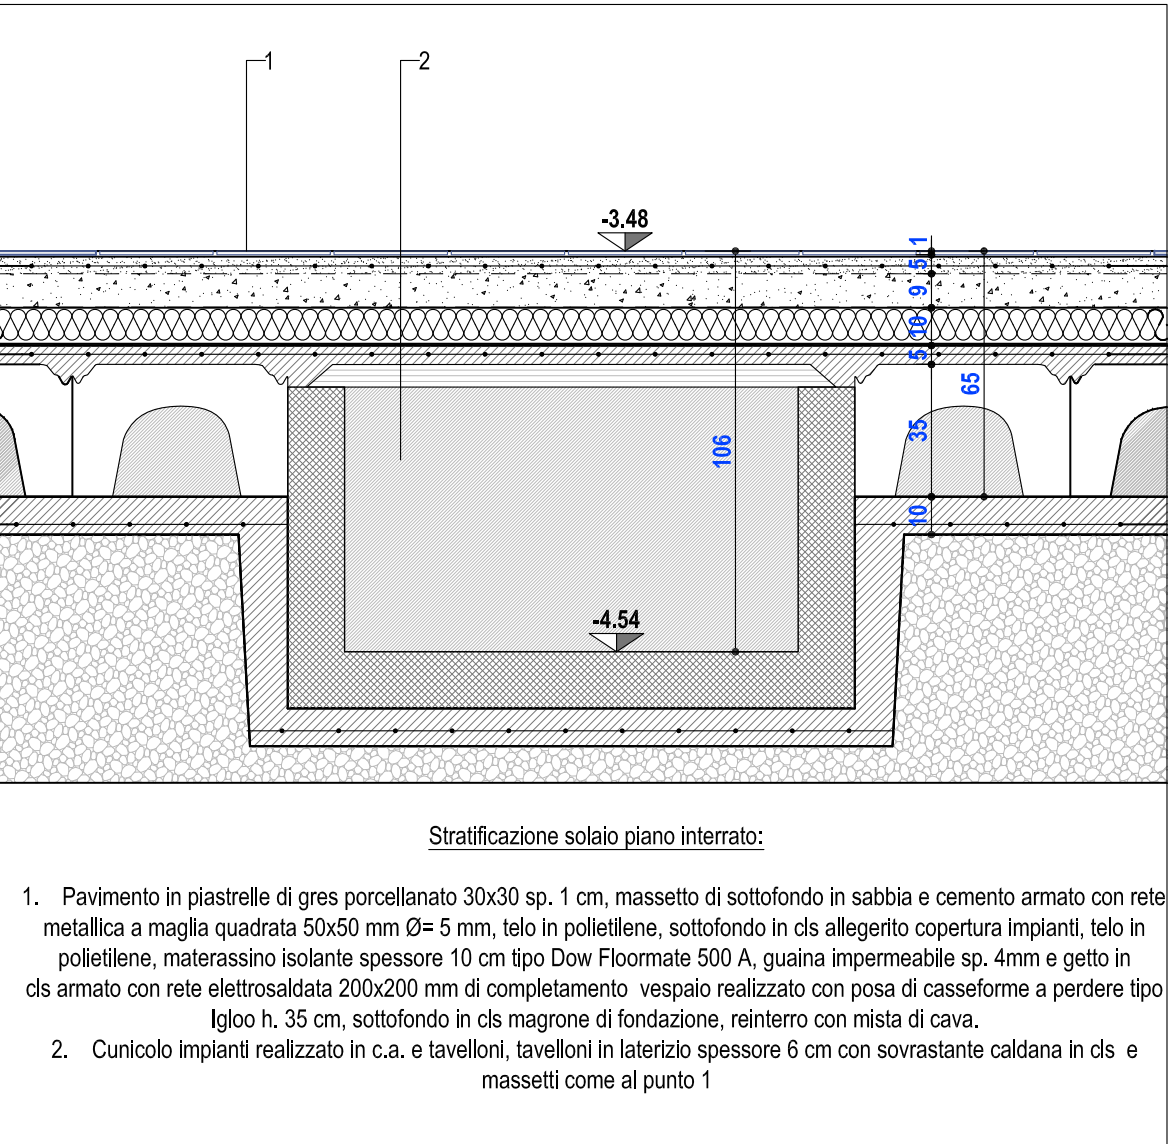 1
2
-3.48
1
5
9
10
5
65
35
106
10
-4.54
Stratificazione solaio piano interrato:
1. Pavimento in piastrelle di gres porcellanato 30x30 sp. 1 cm, massetto di sottofondo in sabbia e cemento armato con rete
metallica a maglia quadrata 50x50 mm Ø= 5 mm, telo in polietilene, sottofondo in cls allegerito copertura impianti, telo in
polietilene, materassino isolante spessore 10 cm tipo Dow Floormate 500 A, guaina impermeabile sp. 4mm e getto in
cls armato con rete elettrosaldata 200x200 mm di completamento vespaio realizzato con posa di casseforme a perdere tipo
Igloo h. 35 cm, sottofondo in cls magrone di fondazione, reinterro con mista di cava.
2. Cunicolo impianti realizzato in c.a. e tavelloni, tavelloni in laterizio spessore 6 cm con sovrastante caldana in cls e
massetti come al punto 1